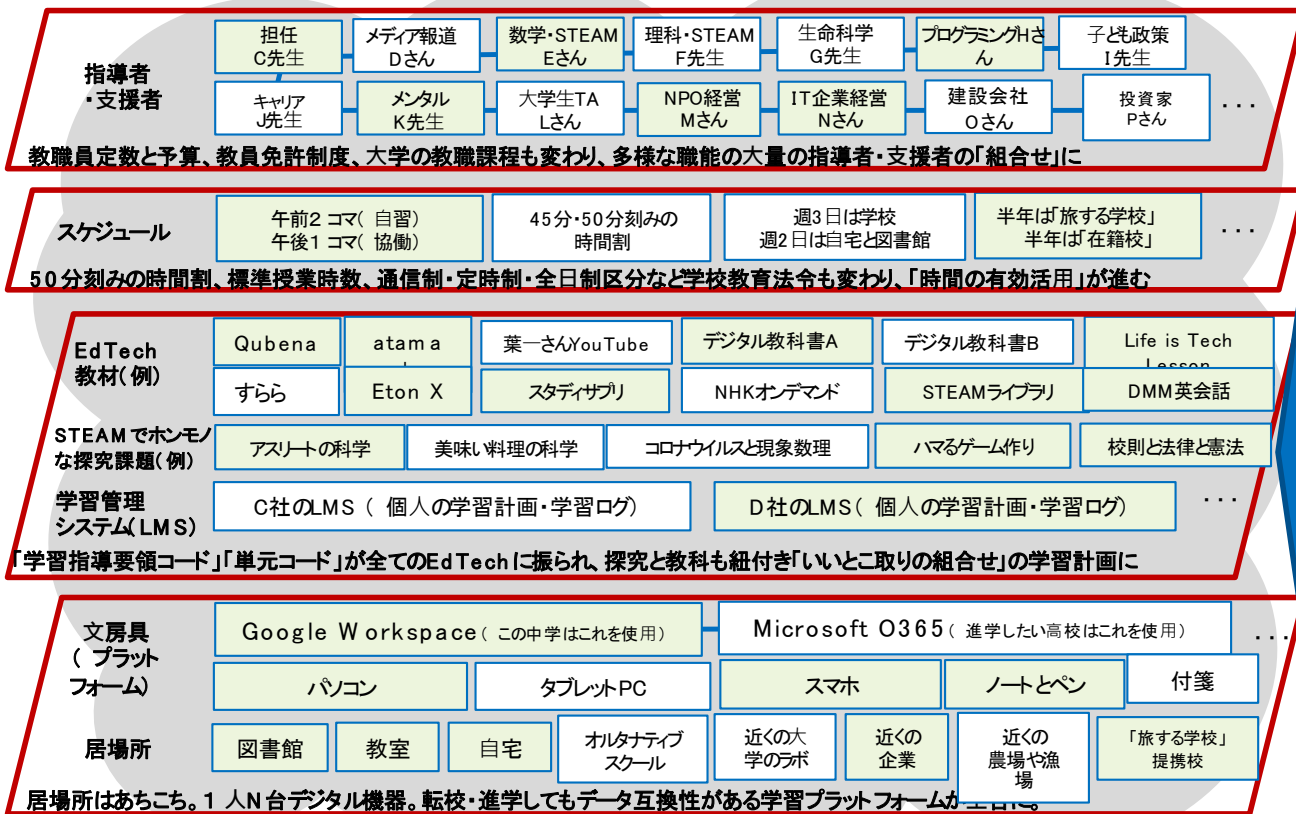 担任
C先生
メディア報道
Dさん
数学・STEAM
Eさん
理科・STEAM
F先生
生命科学
G先生
プログラミングHさ
ん
子ども政策
I先生
指導者
・支援者
キャリア
J先生
メンタル
K先生
大学生TA
Lさん
NPO経営
Mさん
IT企業経営
Nさん
建設会社
Oさん
投資家
Pさん
...
教職員定数と予算、教員免許制度、大学の教職課程も変わり、多様な職能の大量の指導者・支援者の「組合せ」に
スケジュール
午前2コマ(自習)
午後1コマ(協働)
45分・50分刻みの
時間割
週3日は学校
週2日は自宅と図書館
半年は「旅する学校」
半年は「在籍校」
...
50分刻みの時間割、標準授業時数、通信制・定時制・全日制区分など学校教育法令も変わり、「時間の有効活用」が進む
EdTech
教材(例)
Qubena
atama
葉一さんYouTube
デジタル教科書A
デジタル教科書B
Life is Tech
Lesson
すらら
Eton X
スタディサプリ
NHKオンデマンド
STEAMライブラリ
DMM英会話
STEAMでホンモノ
な探究課題(例)
アスリートの科学
美味い料理の科学
コロナウイルスと現象数理
ハマるゲーム作り
校則と法律と憲法
学習管理
システム(LMS)
C社のLMS(個人の学習計画・学習ログ)
D社のLMS(個人の学習計画・学習ログ)
...
「学習指導要領コード」「単元コード」が全てのEdTechに振られ、探究と教科も紐付き「いいとこ取りの組合せ」の学習計画に
文房具
(プラット
フォーム)
Google Workspace(この中学はこれを使用)
Microsoft O365(進学したい高校はこれを使用)
...
パソコン
タブレットPC
スマホ
ノートとペン
付箋
居場所
図書館
教室
自宅
オルタナティブ
スクール
近くの大
学のラボ
近くの
企業
近くの
農場や漁
場
「旅する学校」
提携校
居場所はあちこち。1人N台デジタル機器。転校・進学してもデータ互換性がある学習プラットフォームが